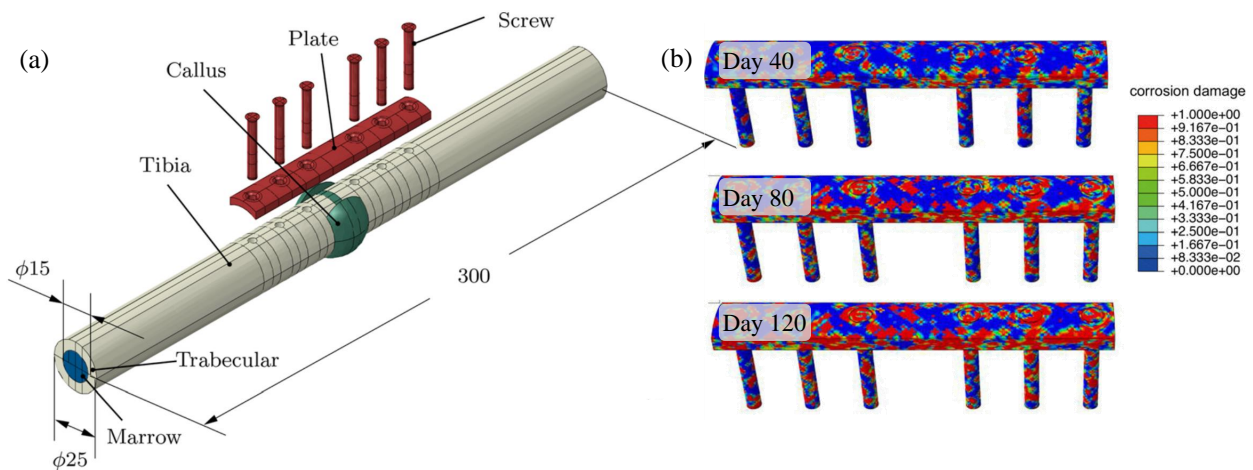 (a)
Screw
Plate
Callus
Tibia
ϕ15
300
Trabecular
Marrow
ϕ25
(b)
Day 40
Day 80
Day 120
corrosion damage
+1.000e+00
+9.167e-01
+8.333e-01
+7.500e-01
+6.667e-01
+5.833e-01
+5.000e-01
+4.167e-01
+3.333e-01
+2.500e-01
+1.667e-01
+8.333e-02
+0.000e+00